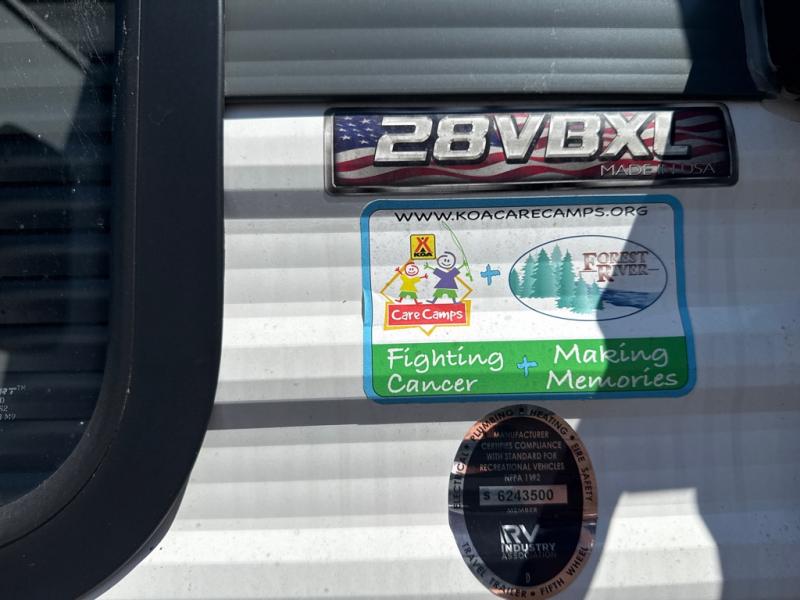 28VBXL
MADE IN USA
WWW.KOACARECAMPS.ORG
KOA
Care Camps
+
FOREST
RIVER
Fighting + Making
Cancer Memories
ELECTRICAL • PLUMBING • HEATING • FIRE SAFETY
MANUFACTURER
CERTIFIES COMPLIANCE
WITH STANDARD FOR
RECREATIONAL VEHICLES
NFPA 1192
S 6243500
MEMBER
RV
INDUSTRY
ASSOCIATION
D
TRAVEL TRAILER • FIFTH WHEEL